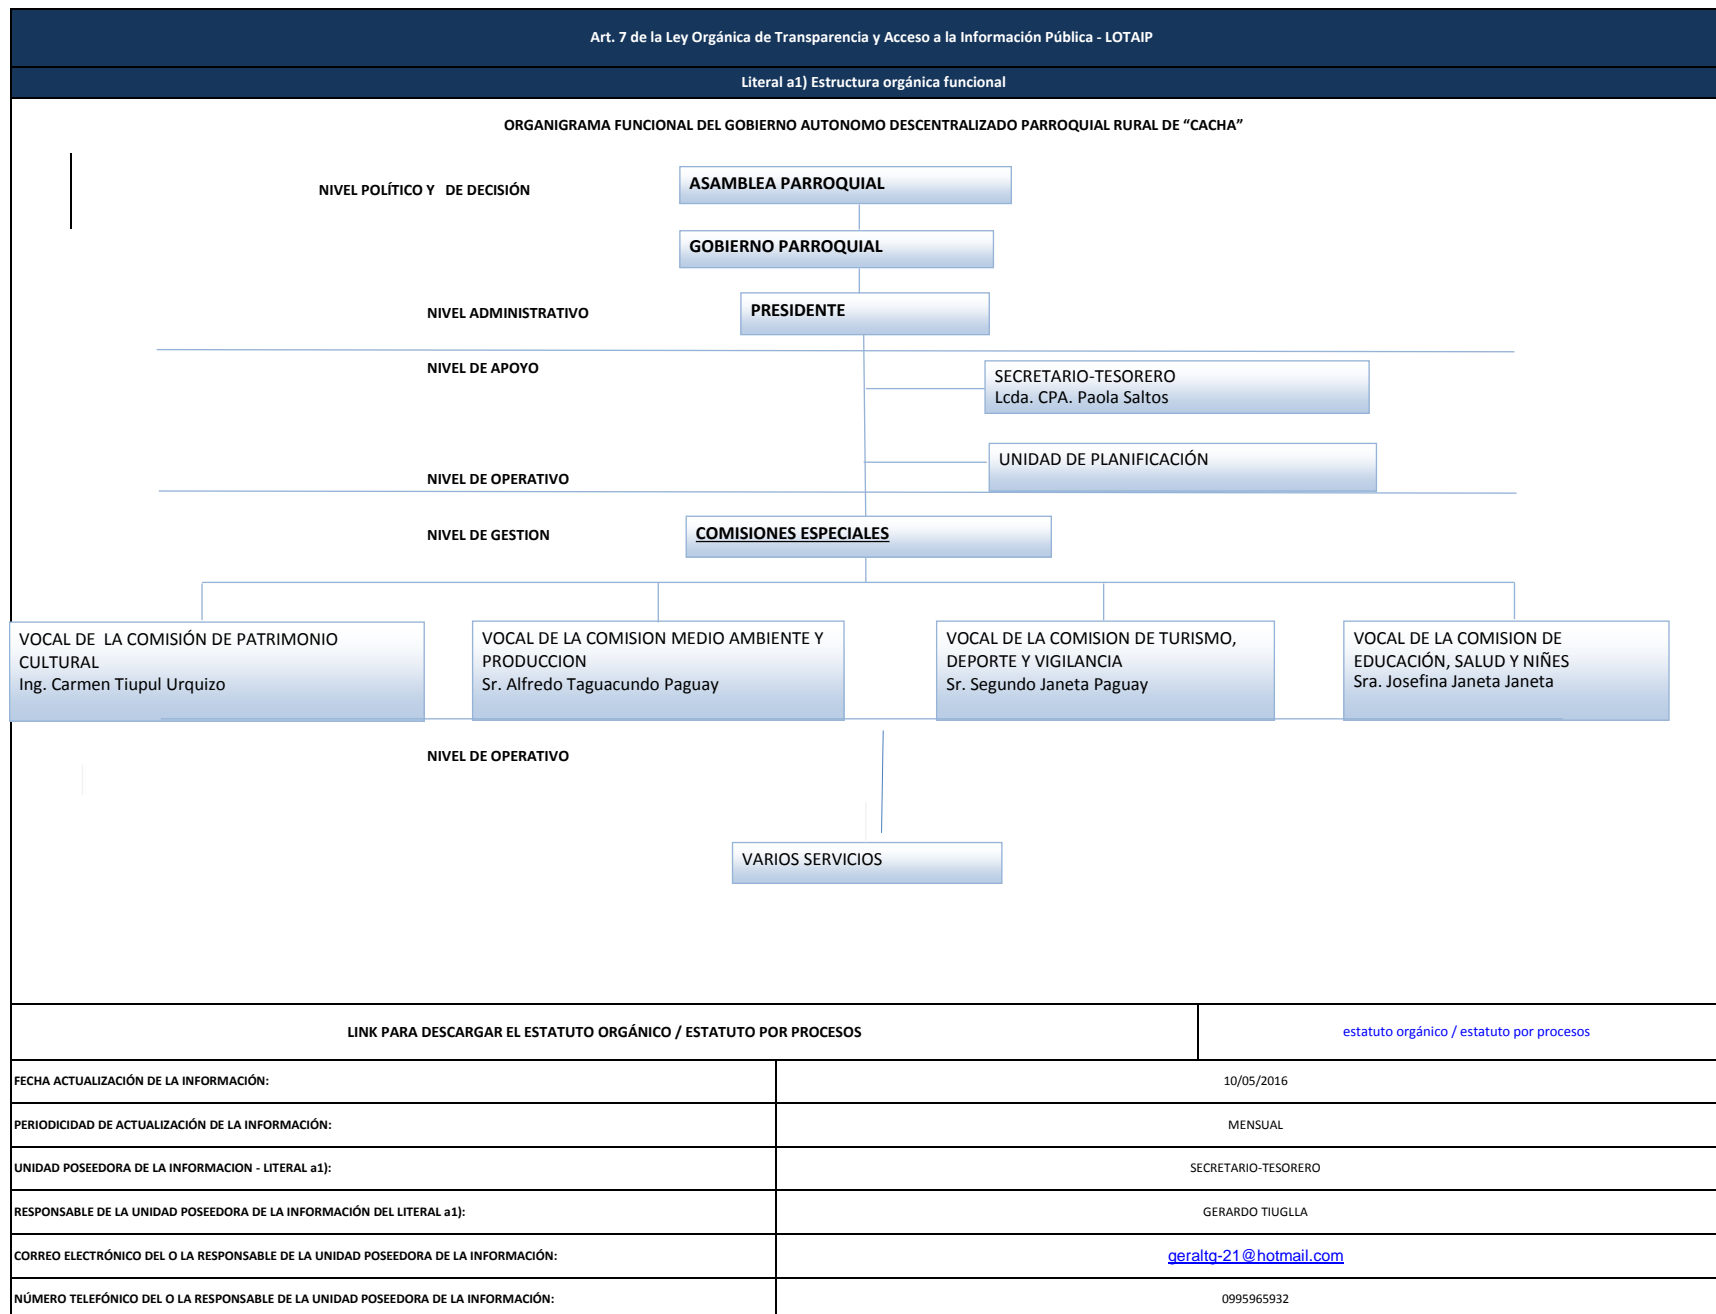 Art. 7 de la Ley Orgánica de Transparencia y Acceso a la Información Pública - LOTAIP
Literal a1) Estructura orgánica funcional
ORGANIGRAMA FUNCIONAL DEL GOBIERNO AUTONOMO DESCENTRALIZADO PARROQUIAL RURAL DE “CACHA”
NIVEL POLÍTICO Y   DE DECISIÓN
ASAMBLEA PARROQUIAL
GOBIERNO PARROQUIAL
NIVEL ADMINISTRATIVO
PRESIDENTE
NIVEL DE APOYO
SECRETARIO-TESORERO
Lcda. CPA. Paola Saltos
UNIDAD DE PLANIFICACIÓN
NIVEL DE OPERATIVO
NIVEL DE GESTION
COMISIONES ESPECIALES
VOCAL DE  LA COMISIÓN DE PATRIMONIO
CULTURAL
Ing. Carmen Tiupul Urquizo
VOCAL DE LA COMISION MEDIO AMBIENTE Y
PRODUCCION
Sr. Alfredo Taguacundo Paguay
VOCAL DE LA COMISION DE TURISMO,
DEPORTE Y VIGILANCIA
Sr. Segundo Janeta Paguay
VOCAL DE LA COMISION DE
EDUCACIÓN, SALUD Y NIÑES
Sra. Josefina Janeta Janeta
NIVEL DE OPERATIVO
VARIOS SERVICIOS
LINK PARA DESCARGAR EL ESTATUTO ORGÁNICO / ESTATUTO POR PROCESOS
estatuto orgánico / estatuto por procesos
FECHA ACTUALIZACIÓN DE LA INFORMACIÓN:
10/05/2016
PERIODICIDAD DE ACTUALIZACIÓN DE LA INFORMACIÓN:
MENSUAL
UNIDAD POSEEDORA DE LA INFORMACION - LITERAL a1):
SECRETARIO-TESORERO
RESPONSABLE DE LA UNIDAD POSEEDORA DE LA INFORMACIÓN DEL LITERAL a1):
GERARDO TIUGLLA
CORREO ELECTRÓNICO DEL O LA RESPONSABLE DE LA UNIDAD POSEEDORA DE LA INFORMACIÓN:
geraltg-21@hotmail.com
NÚMERO TELEFÓNICO DEL O LA RESPONSABLE DE LA UNIDAD POSEEDORA DE LA INFORMACIÓN:
0995965932